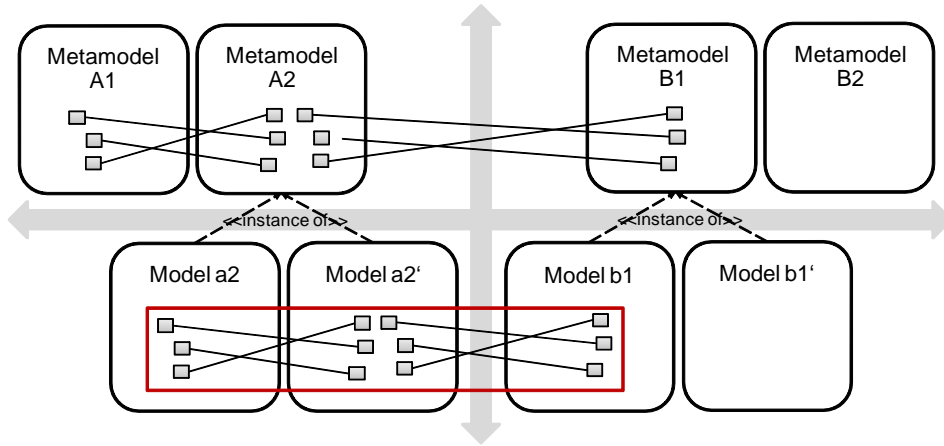 Metamodel
A1
Metamodel
A2
Metamodel
B1
Metamodel
B2
<<instance of>>
<<instance of>>
Model a2
Model a2‘
Model b1
Model b1‘